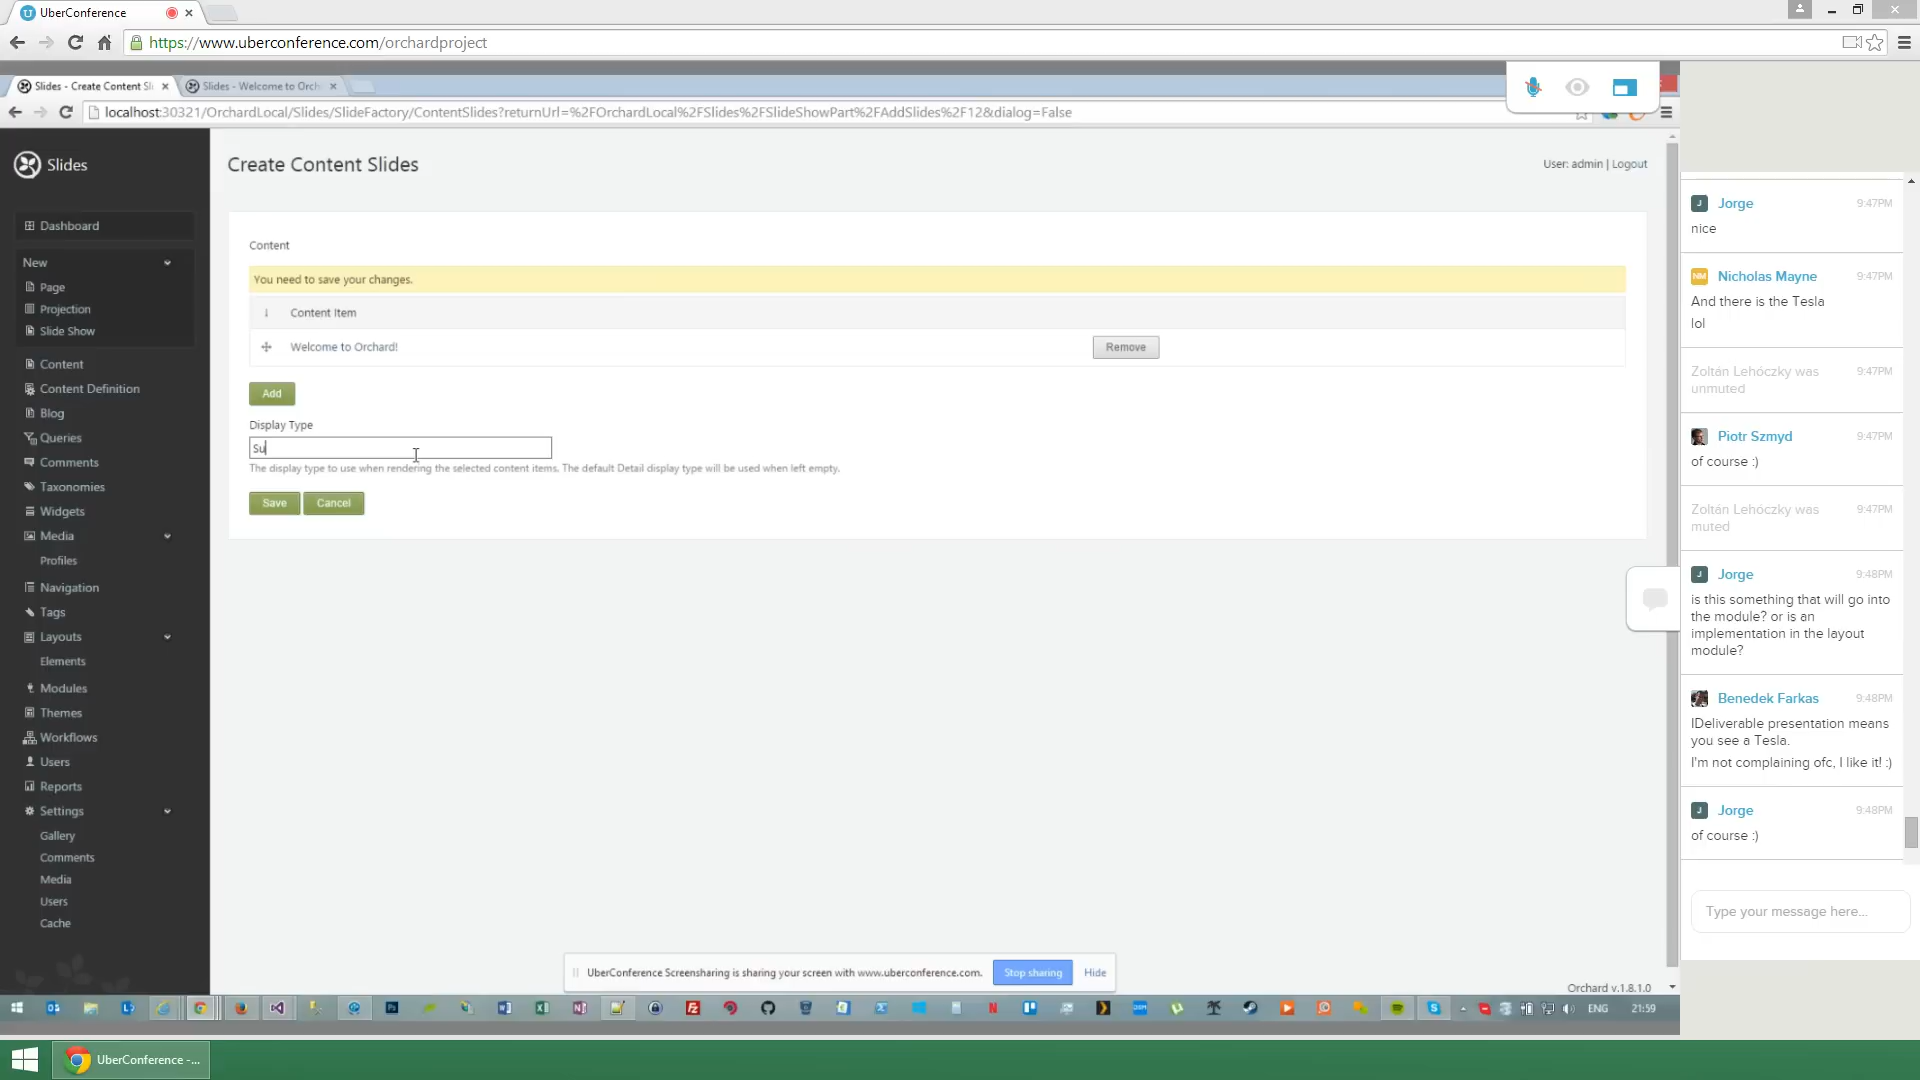 UberConference
https://www.uberconference.com/orchardproject
Slides - Create Content Sli
Slides - Welcome to Orch
localhost:30321/OrchardLocal/Slides/SlideFactory/ContentSlides?returnUrl=%2FOrchardLocal%2FSlides%2FSlideShowPart%2FAddSlides%2F12&dialog=False
Slides
Dashboard
New
Page
Projection
Slide Show
Content
Content Definition
Blog
Queries
Comments
Taxonomies
Widgets
Media
Profiles
Navigation
Tags
Layouts
Elements
Modules
Themes
Workflows
Users
Reports
Settings
Gallery
Comments
Media
Users
Cache
Create Content Slides
User: admin | Logout
Content
You need to save your changes.
Content Item
Welcome to Orchard!
Remove
Add
Display Type
Su
The display type to use when rendering the selected content items. The default Detail display type will be used when left empty.
Save Cancel
Orchard v.1.8.1.0
UberConference Screensharing is sharing your screen with www.uberconference.com.
Stop sharing
Hide
ENG
21:59
J Jorge 9:47PM
nice
NM Nicholas Mayne 9:47PM
And there is the Tesla
lol
Zoltán Lehóczky was 9:47PM
unmuted
Piotr Szmyd 9:47PM
of course :)
Zoltán Lehóczky was 9:47PM
muted
J Jorge 9:48PM
is this something that will go into
the module? or is an
implementation in the layout
module?
Benedek Farkas 9:48PM
IDeliverable presentation means
you see a Tesla.
I'm not complaining ofc, I like it! :)
J Jorge 9:48PM
of course :)
Type your message here...
UberConference -...